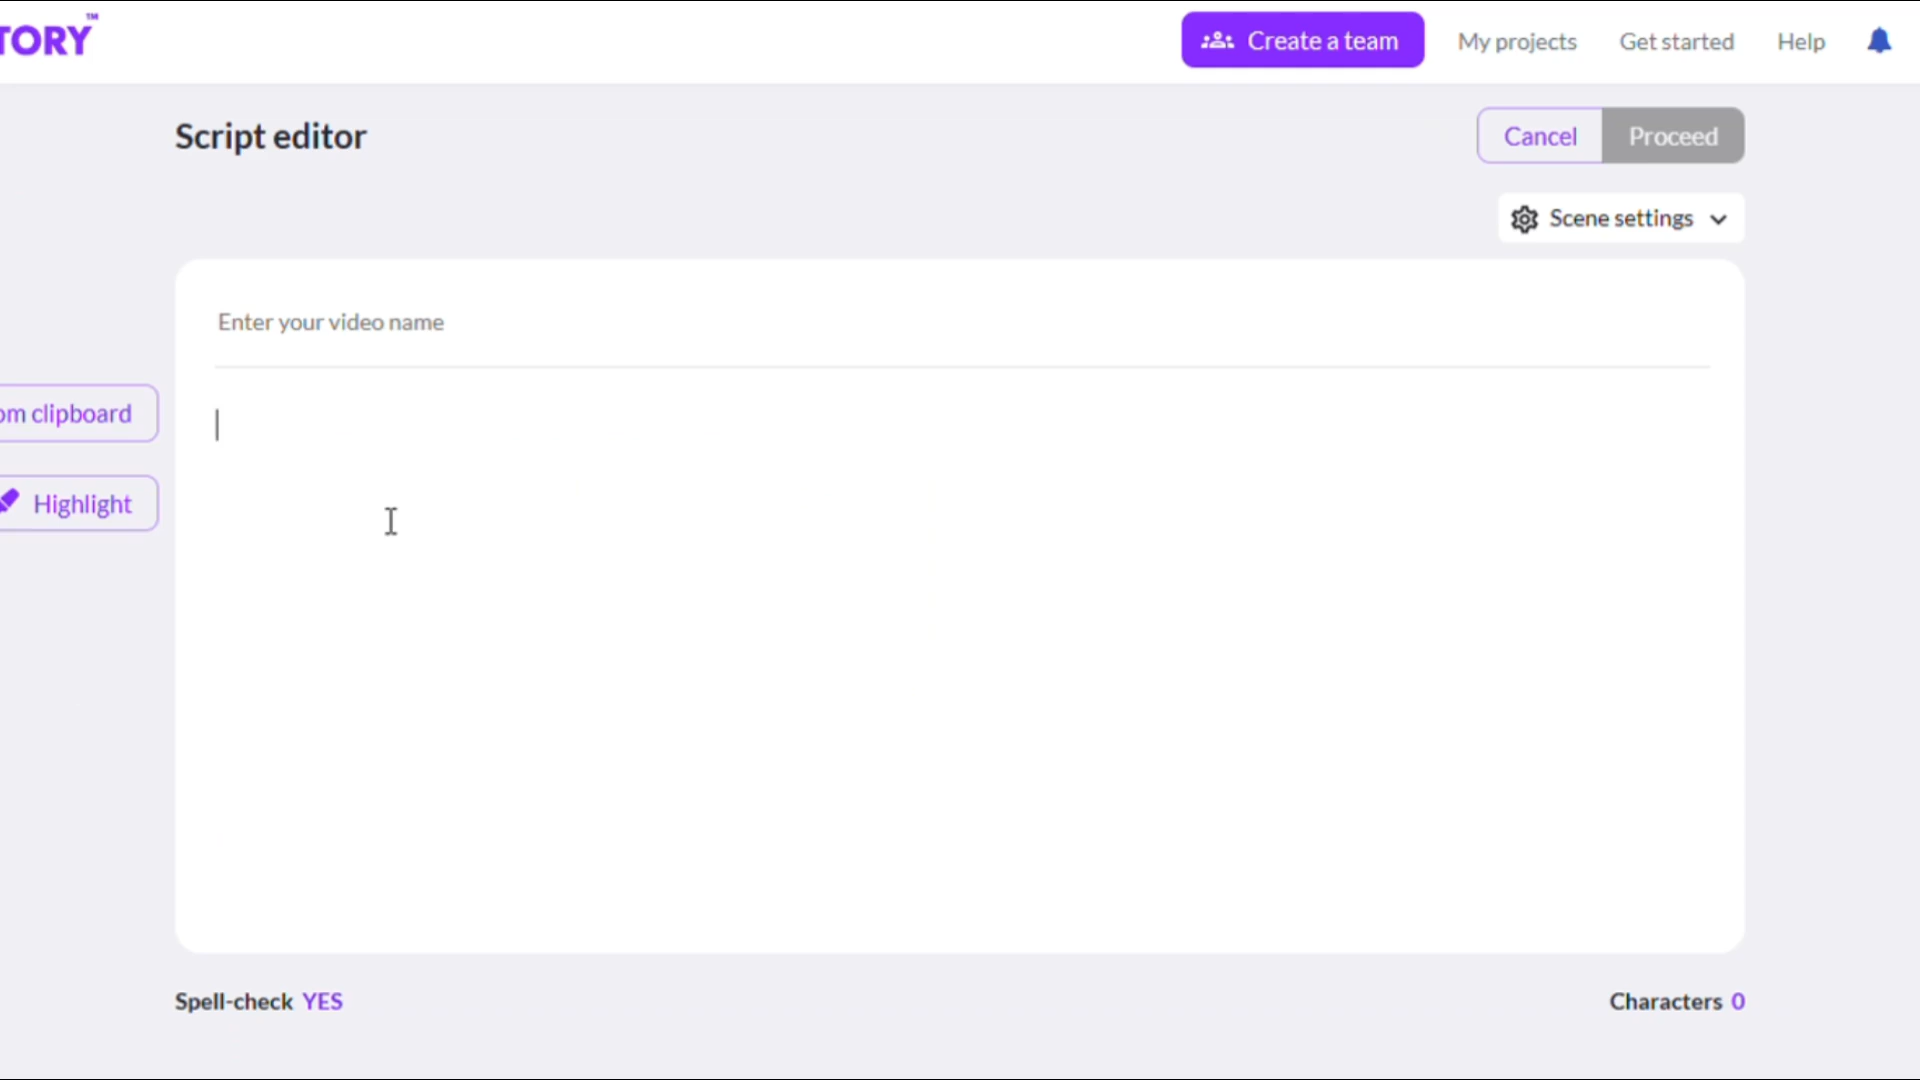 TORY™
Create a team
My projects
Get started
Help
Script editor
Cancel
Proceed
Scene settings
Enter your video name
om clipboard
Highlight
Spell-check YES
Characters 0